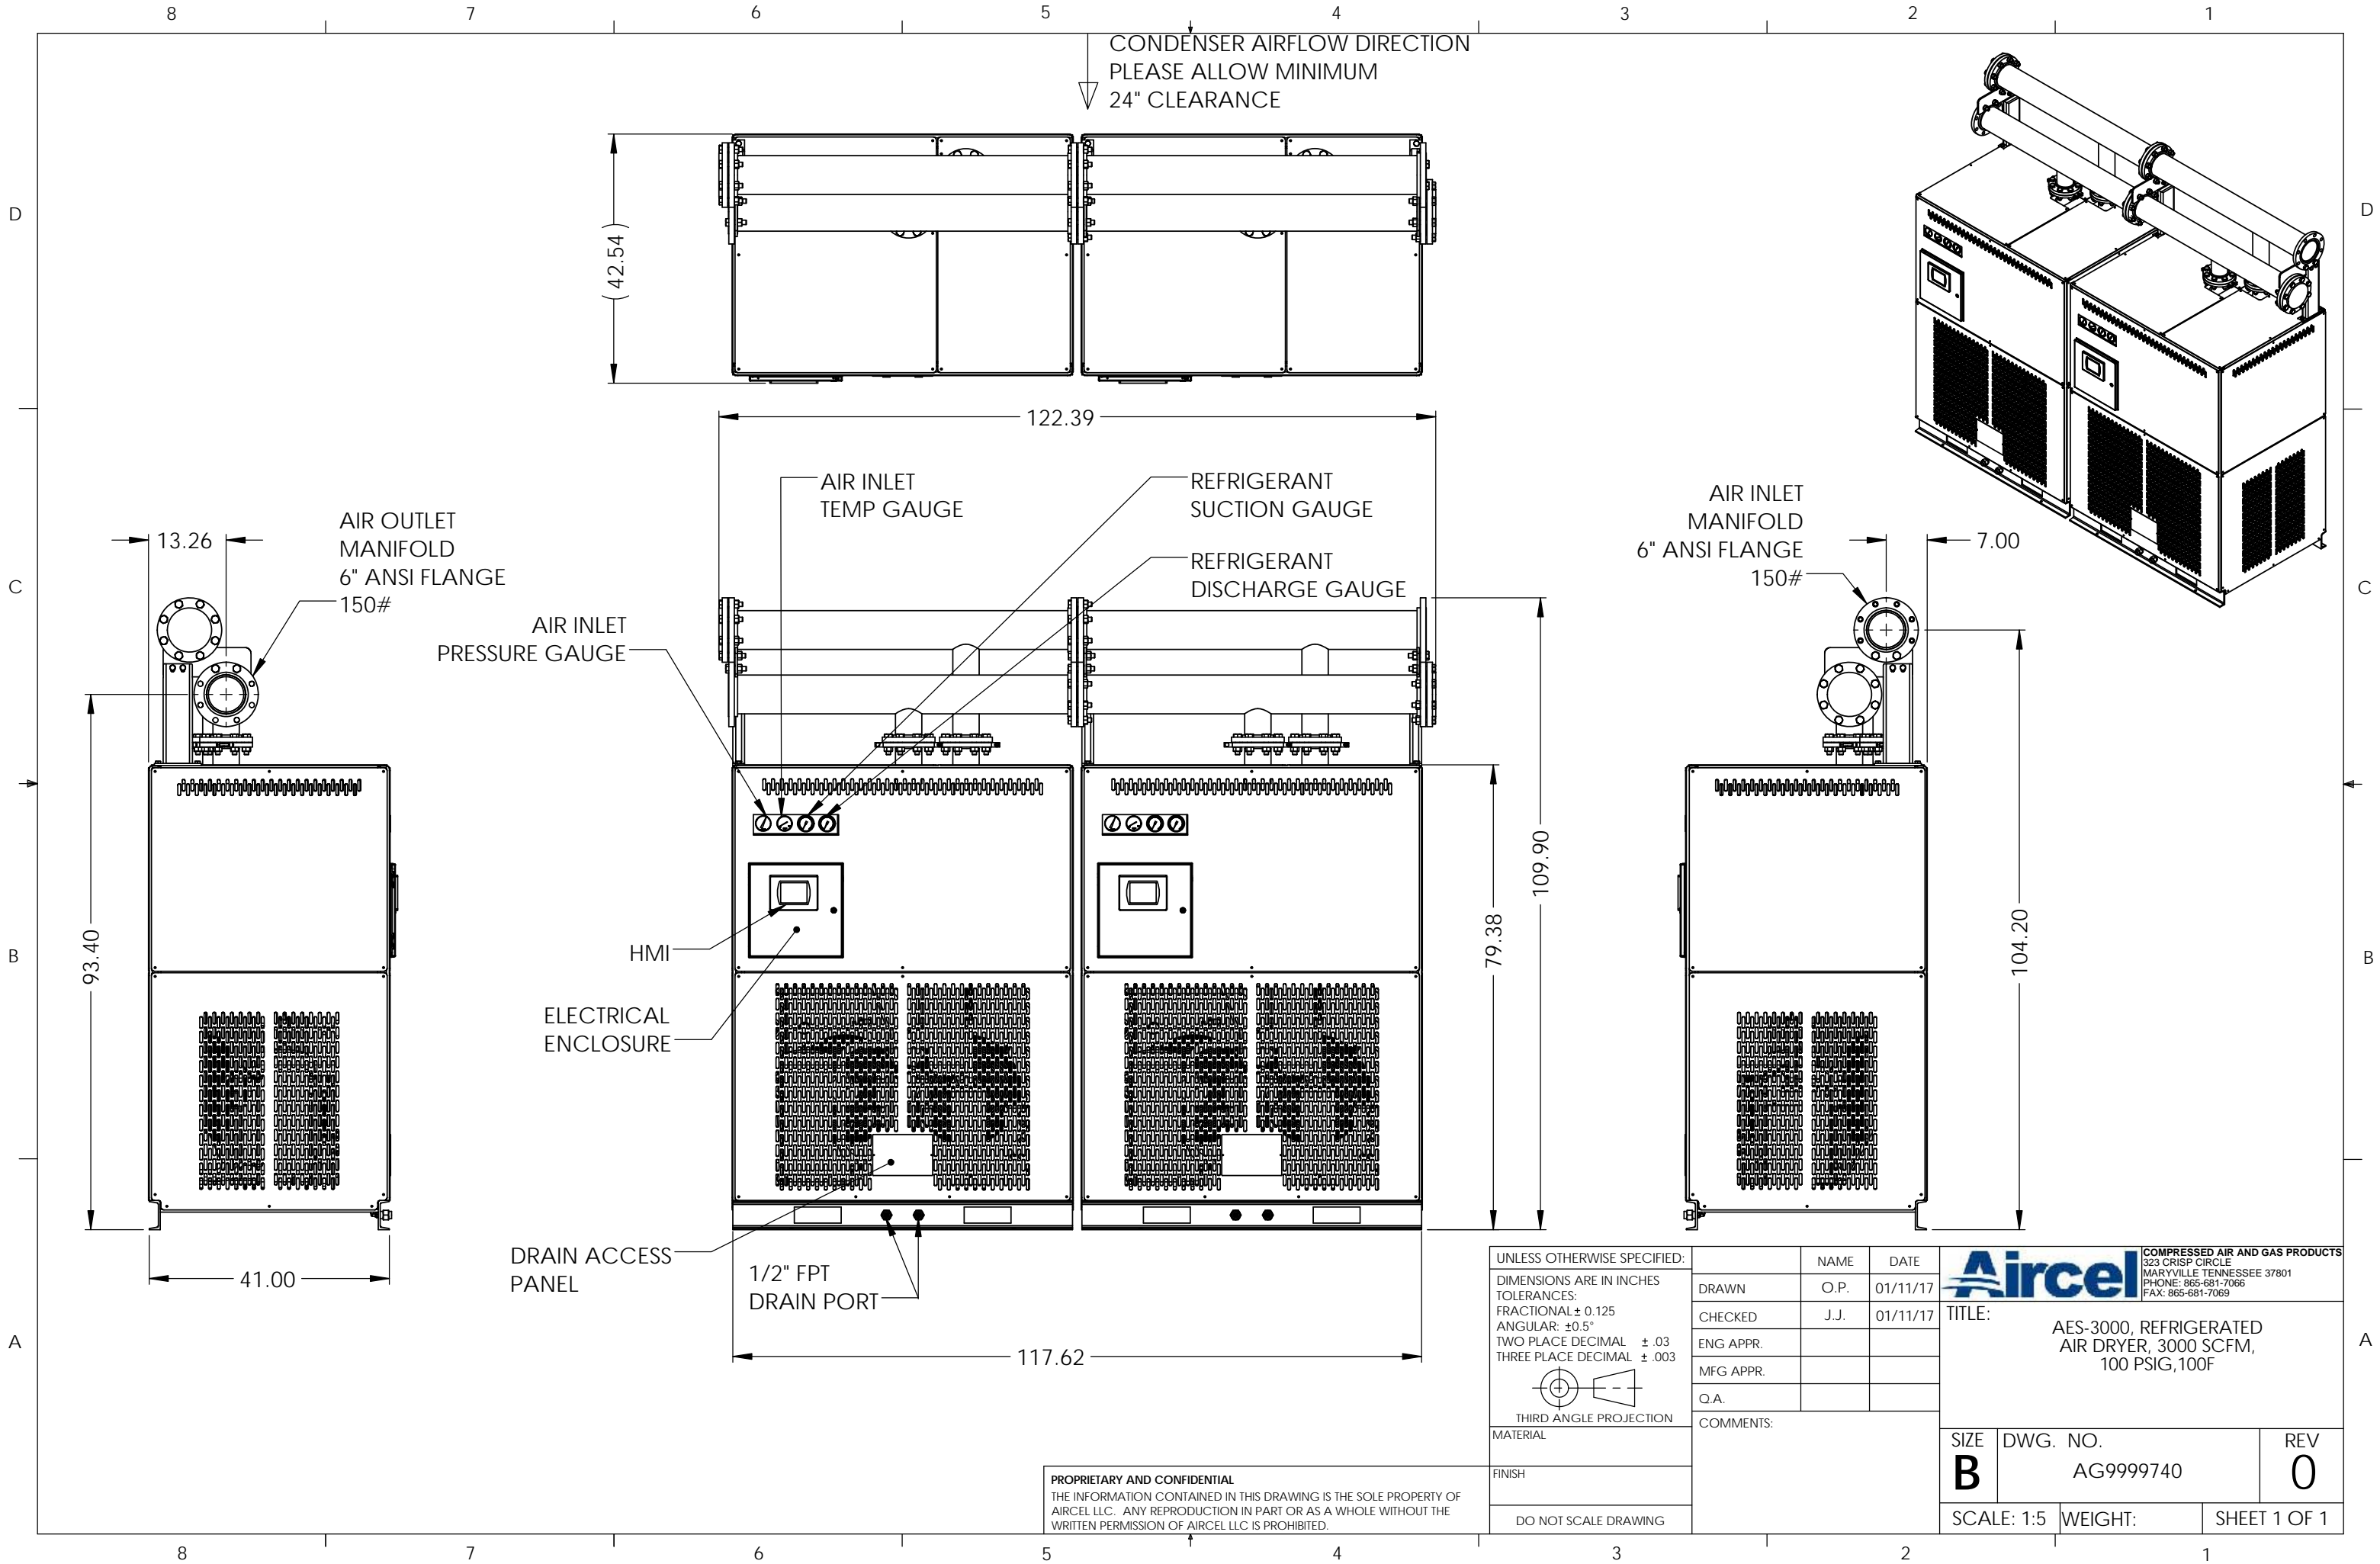 8 7 6 5 4 3 2 1
CONDENSER AIRFLOW DIRECTION
PLEASE ALLOW MINIMUM
24" CLEARANCE
D
D
(42.54)
122.39
AIR INLET
TEMP GAUGE
REFRIGERANT
SUCTION GAUGE
REFRIGERANT
DISCHARGE GAUGE
AIR INLET
PRESSURE GAUGE
AIR OUTLET
MANIFOLD
6" ANSI FLANGE
150#
13.26
AIR INLET
MANIFOLD
6" ANSI FLANGE
150#
7.00
C
C
93.40
41.00
HMI
ELECTRICAL
ENCLOSURE
DRAIN ACCESS
PANEL
1/2" FPT
DRAIN PORT
117.62
79.38
109.90
104.20
B
B
A
A
UNLESS OTHERWISE SPECIFIED:
DIMENSIONS ARE IN INCHES
TOLERANCES:
FRACTIONAL± 0.125
ANGULAR: ±0.5°
TWO PLACE DECIMAL ± .03
THREE PLACE DECIMAL ± .003
THIRD ANGLE PROJECTION
MATERIAL
FINISH
DO NOT SCALE DRAWING
NAME DATE
DRAWN O.P. 01/11/17
CHECKED J.J. 01/11/17
ENG APPR.
MFG APPR.
Q.A.
COMMENTS:
Aircel
COMPRESSED AIR AND GAS PRODUCTS
323 CRISP CIRCLE
MARYVILLE TENNESSEE 37801
PHONE: 865-681-7066
FAX: 865-681-7069
TITLE:
AES-3000, REFRIGERATED
AIR DRYER, 3000 SCFM,
100 PSIG,100F
SIZE
B
DWG. NO.
AG9999740
REV
0
SCALE: 1:5 WEIGHT: SHEET 1 OF 1
PROPRIETARY AND CONFIDENTIAL
THE INFORMATION CONTAINED IN THIS DRAWING IS THE SOLE PROPERTY OF
AIRCEL LLC. ANY REPRODUCTION IN PART OR AS A WHOLE WITHOUT THE
WRITTEN PERMISSION OF AIRCEL LLC IS PROHIBITED.
8 7 6 5 4 3 2 1